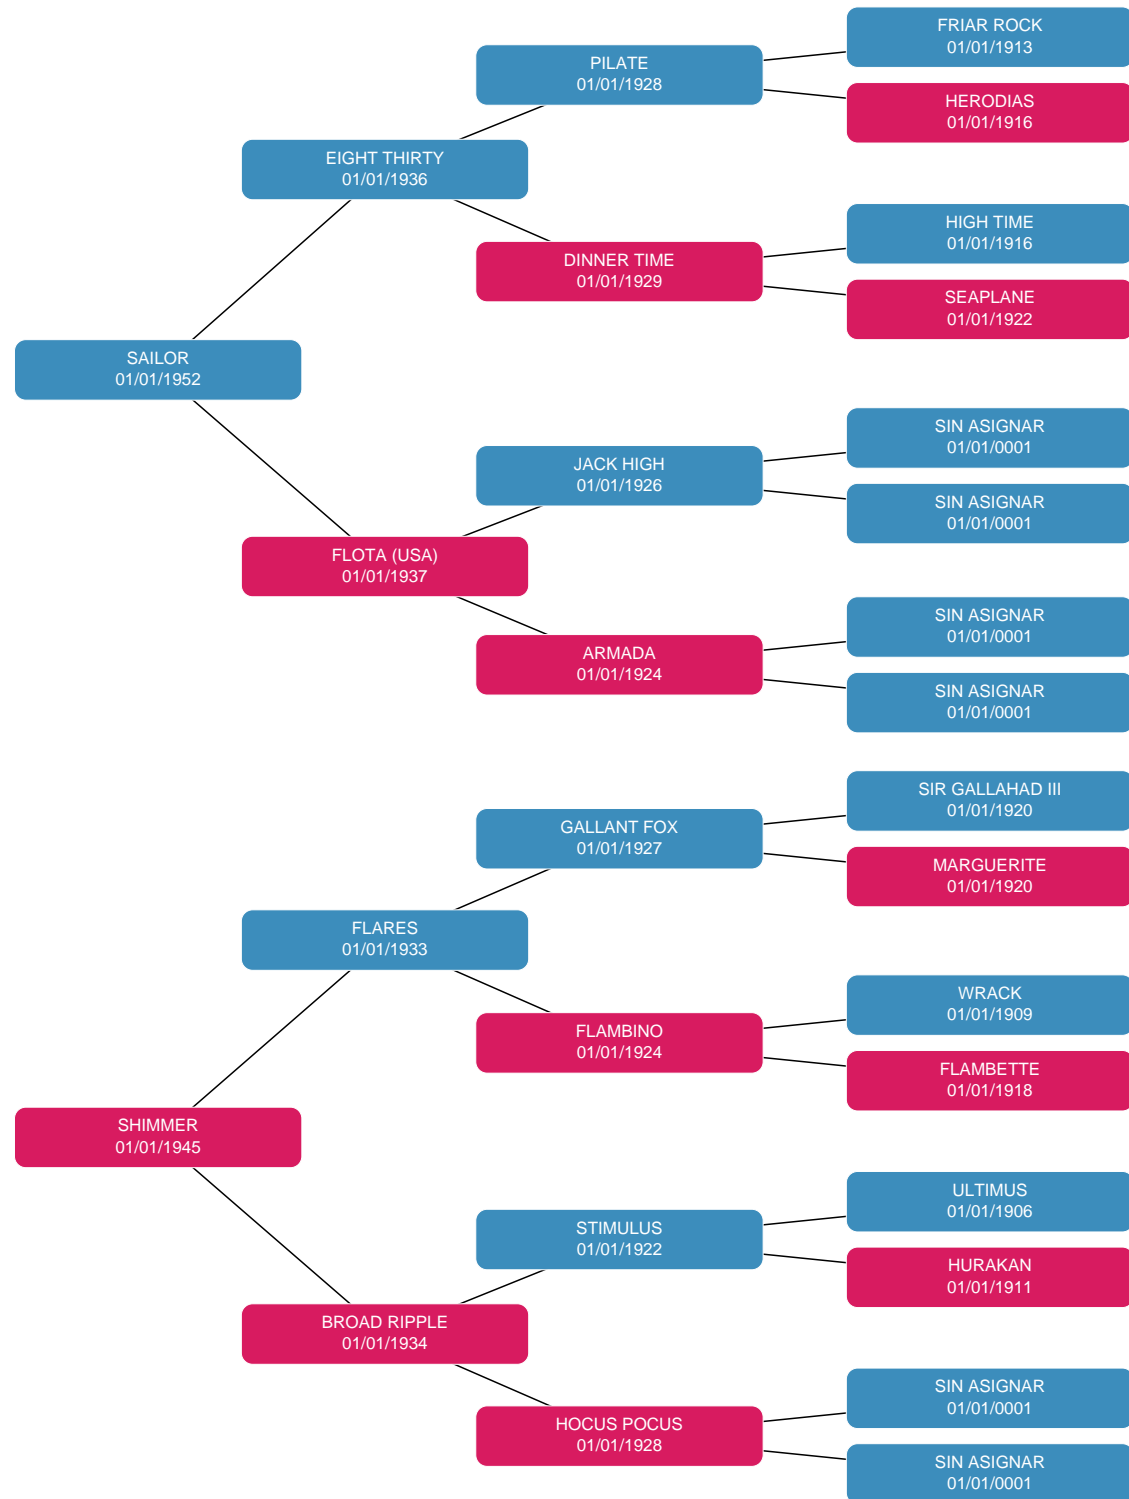 FRIAR ROCK
01/01/1913
PILATE
01/01/1928
HERODIAS
01/01/1916
EIGHT THIRTY
01/01/1936
HIGH TIME
01/01/1916
DINNER TIME
01/01/1929
SEAPLANE
01/01/1922
SAILOR
01/01/1952
SIN ASIGNAR
01/01/0001
JACK HIGH
01/01/1926
SIN ASIGNAR
01/01/0001
FLOTA (USA)
01/01/1937
SIN ASIGNAR
01/01/0001
ARMADA
01/01/1924
SIN ASIGNAR
01/01/0001
SIR GALLAHAD III
01/01/1920
GALLANT FOX
01/01/1927
MARGUERITE
01/01/1920
FLARES
01/01/1933
WRACK
01/01/1909
FLAMBINO
01/01/1924
FLAMBETTE
01/01/1918
SHIMMER
01/01/1945
ULTIMUS
01/01/1906
STIMULUS
01/01/1922
HURAKAN
01/01/1911
BROAD RIPPLE
01/01/1934
SIN ASIGNAR
01/01/0001
HOCUS POCUS
01/01/1928
SIN ASIGNAR
01/01/0001